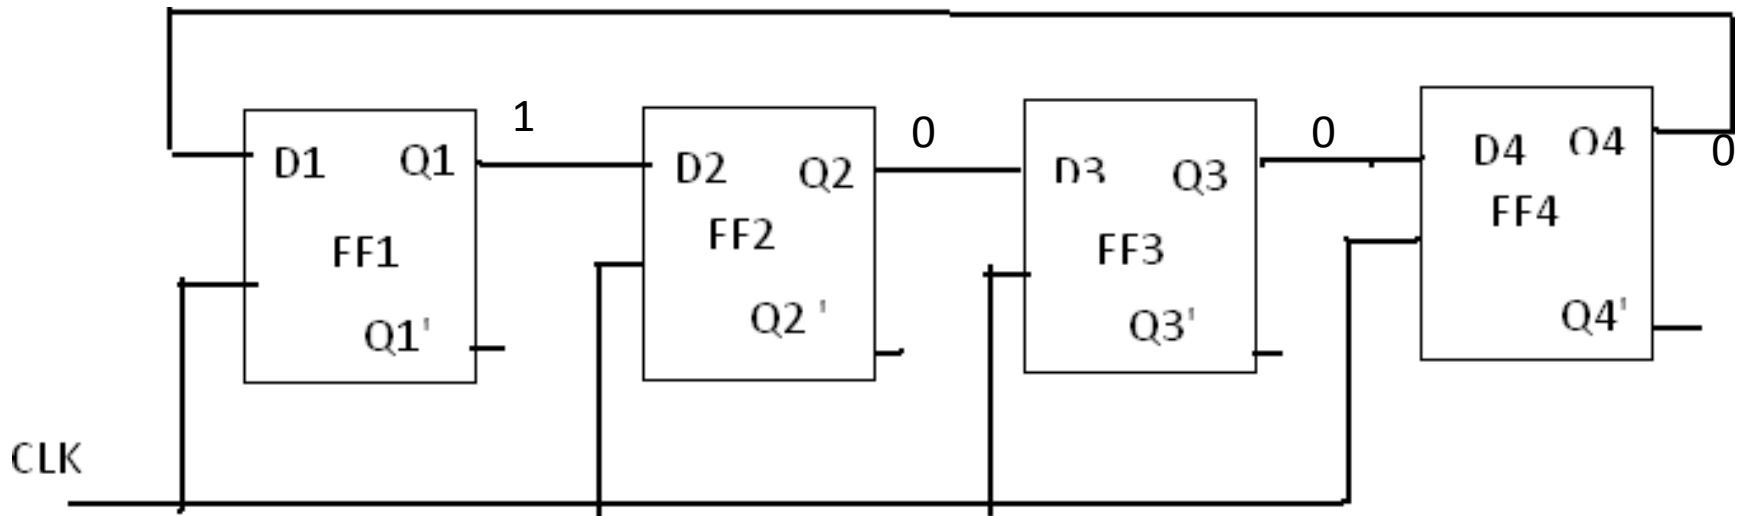 1
0
0
0
D1 Q1
FF1
Q1'
D2 Q2
FF2
Q2 '
D3 Q3
FF3
Q3'
D4 Q4
FF4
Q4'
CLK